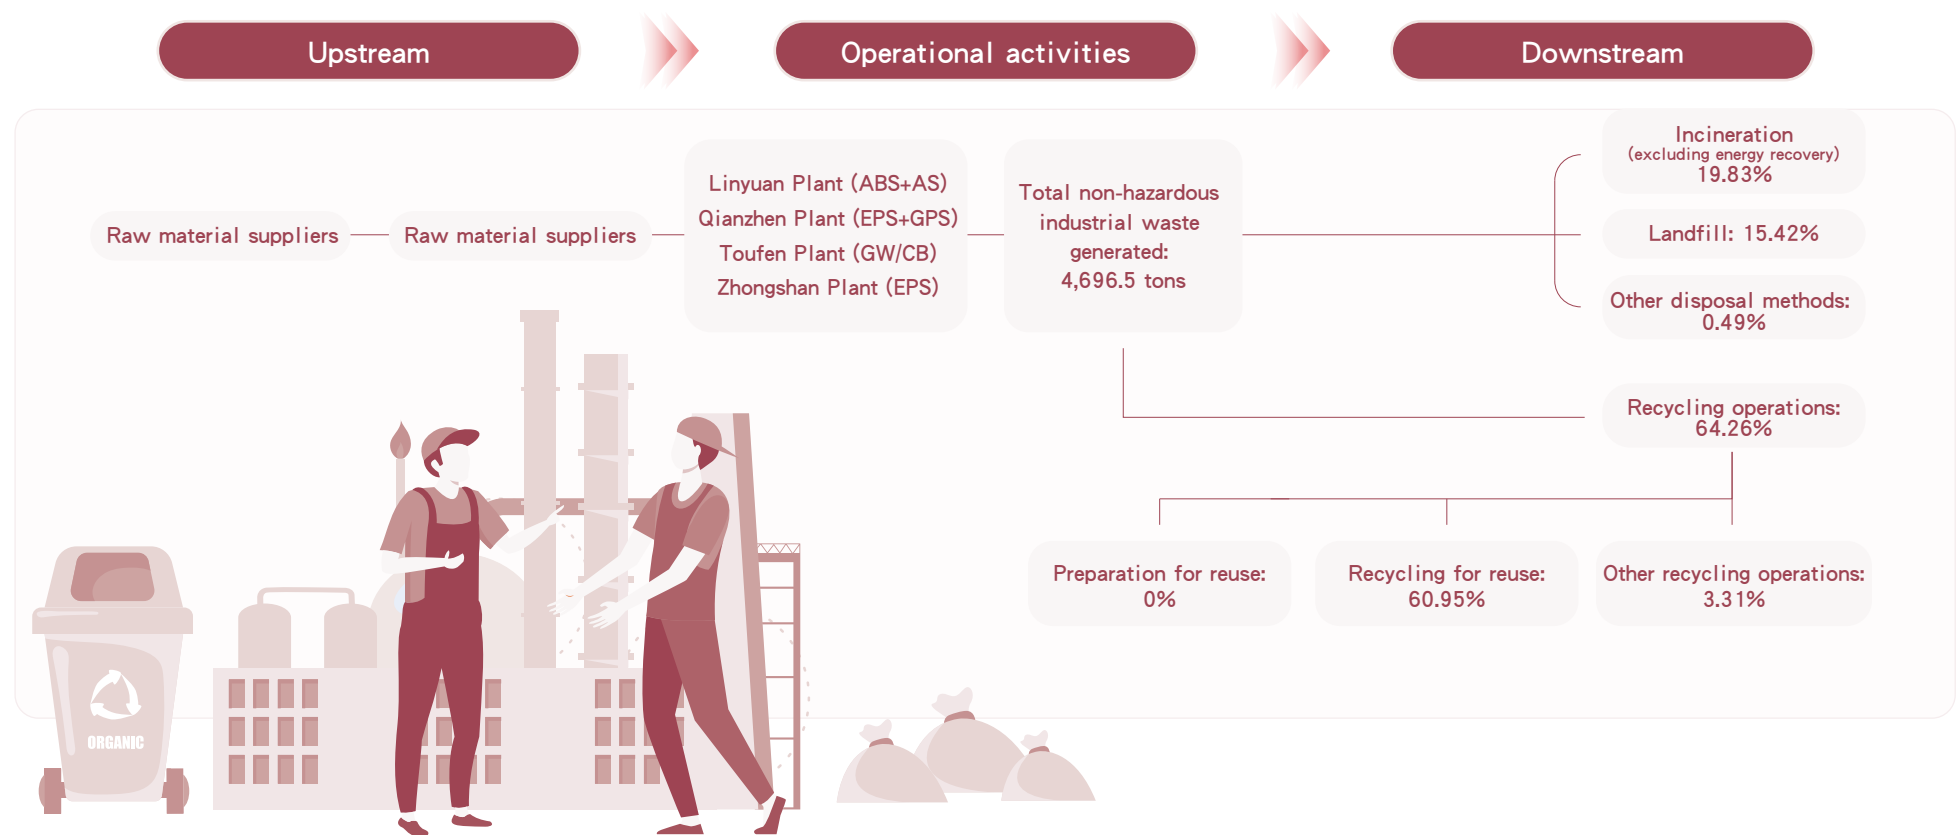 Upstream
Operational activities
Downstream
Raw material suppliers
Raw material suppliers
Linyuan Plant (ABS+AS)
Qianzhen Plant (EPS+GPS)
Toufen Plant (GW/CB)
Zhongshan Plant (EPS)
Total non-hazardous
industrial waste
generated:
4,696.5 tons
Incineration
(excluding energy recovery)
19.83%
Landfill: 15.42%
Other disposal methods:
0.49%
Recycling operations:
64.26%
Preparation for reuse:
0%
Recycling for reuse:
60.95%
Other recycling operations:
3.31%
ORGANIC